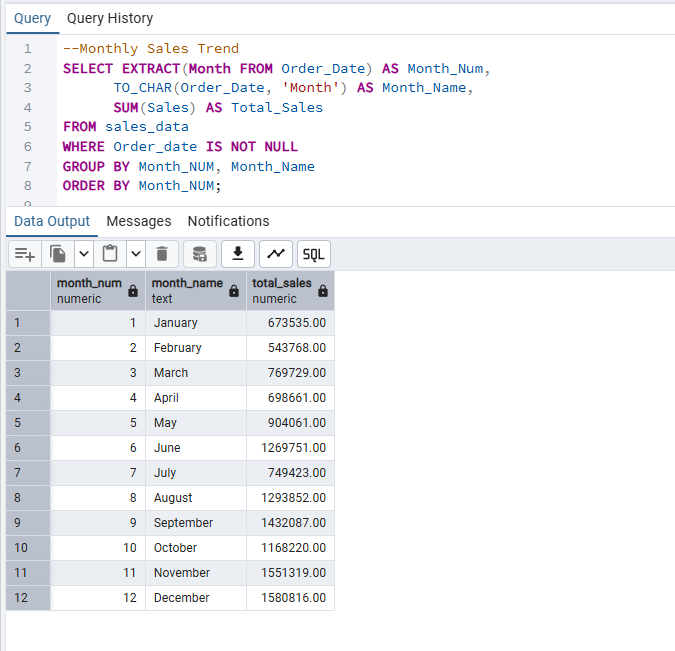 Query Query History
1 --Monthly Sales Trend
2 SELECT EXTRACT(Month FROM Order_Date) AS Month_Num,
3 TO_CHAR(Order_Date, 'Month') AS Month_Name,
4 SUM(Sales) AS Total_Sales
5 FROM sales_data
6 WHERE Order_date IS NOT NULL
7 GROUP BY Month_NUM, Month_Name
8 ORDER BY Month_NUM;
Data Output Messages Notifications
SQL
month_num month_name total_sales
numeric text numeric
1 1 January 673535.00
2 2 February 543768.00
3 3 March 769729.00
4 4 April 698661.00
5 5 May 904061.00
6 6 June 1269751.00
7 7 July 749423.00
8 8 August 1293852.00
9 9 September 1432087.00
10 10 October 1168220.00
11 11 November 1551319.00
12 12 December 1580816.00